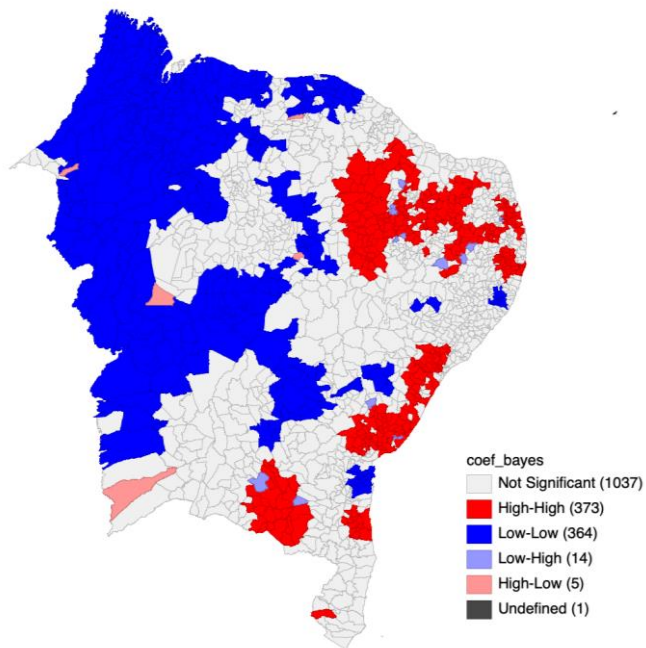 coef_bayes
Not Significant (1037)
High-High (373)
Low-Low (364)
Low-High (14)
High-Low (5)
Undefined (1)